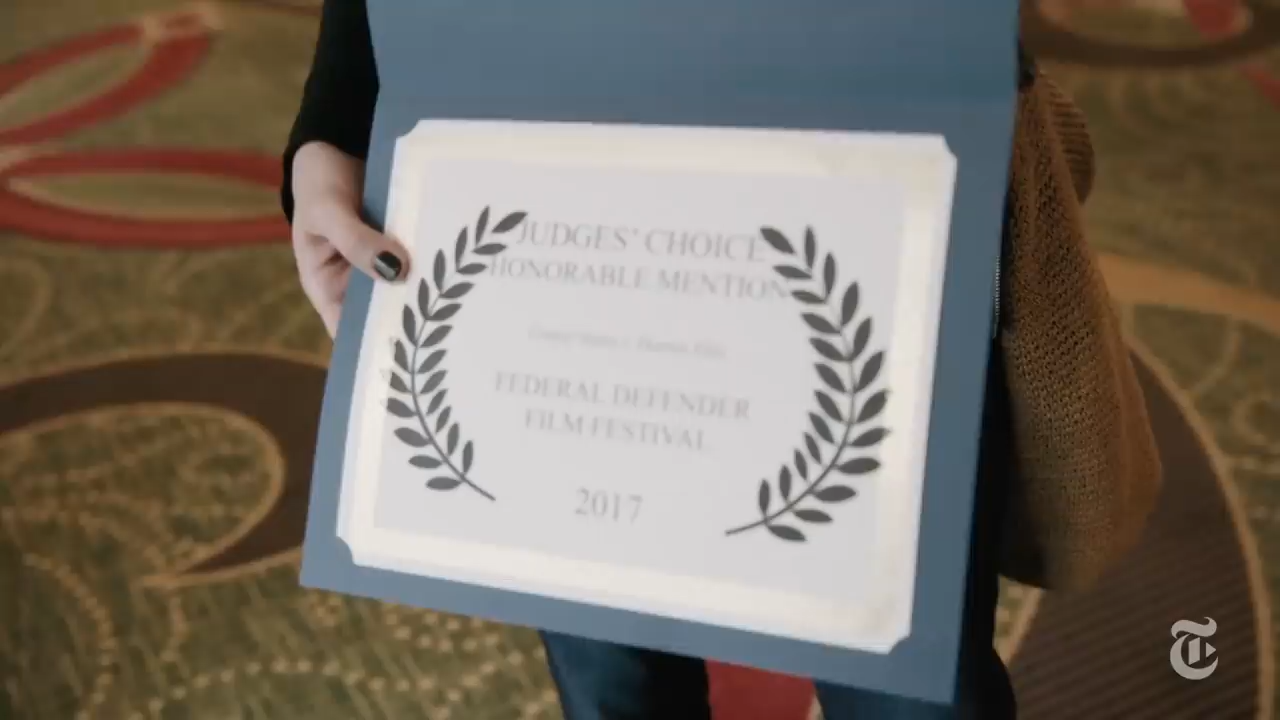 JUDGES' CHOICE
HONORABLE MENTION
FEDERAL DEFENDER
FILM FESTIVAL
2017
T